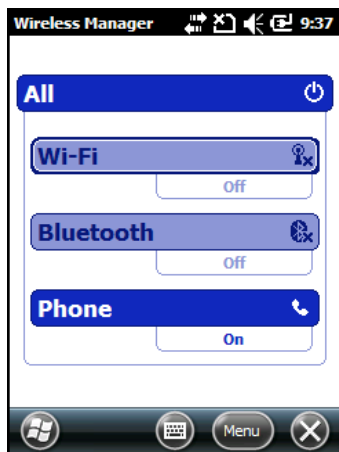 Wireless Manager 9:37
All
Wi-Fi
Off
Bluetooth
Off
Phone
On
Menu